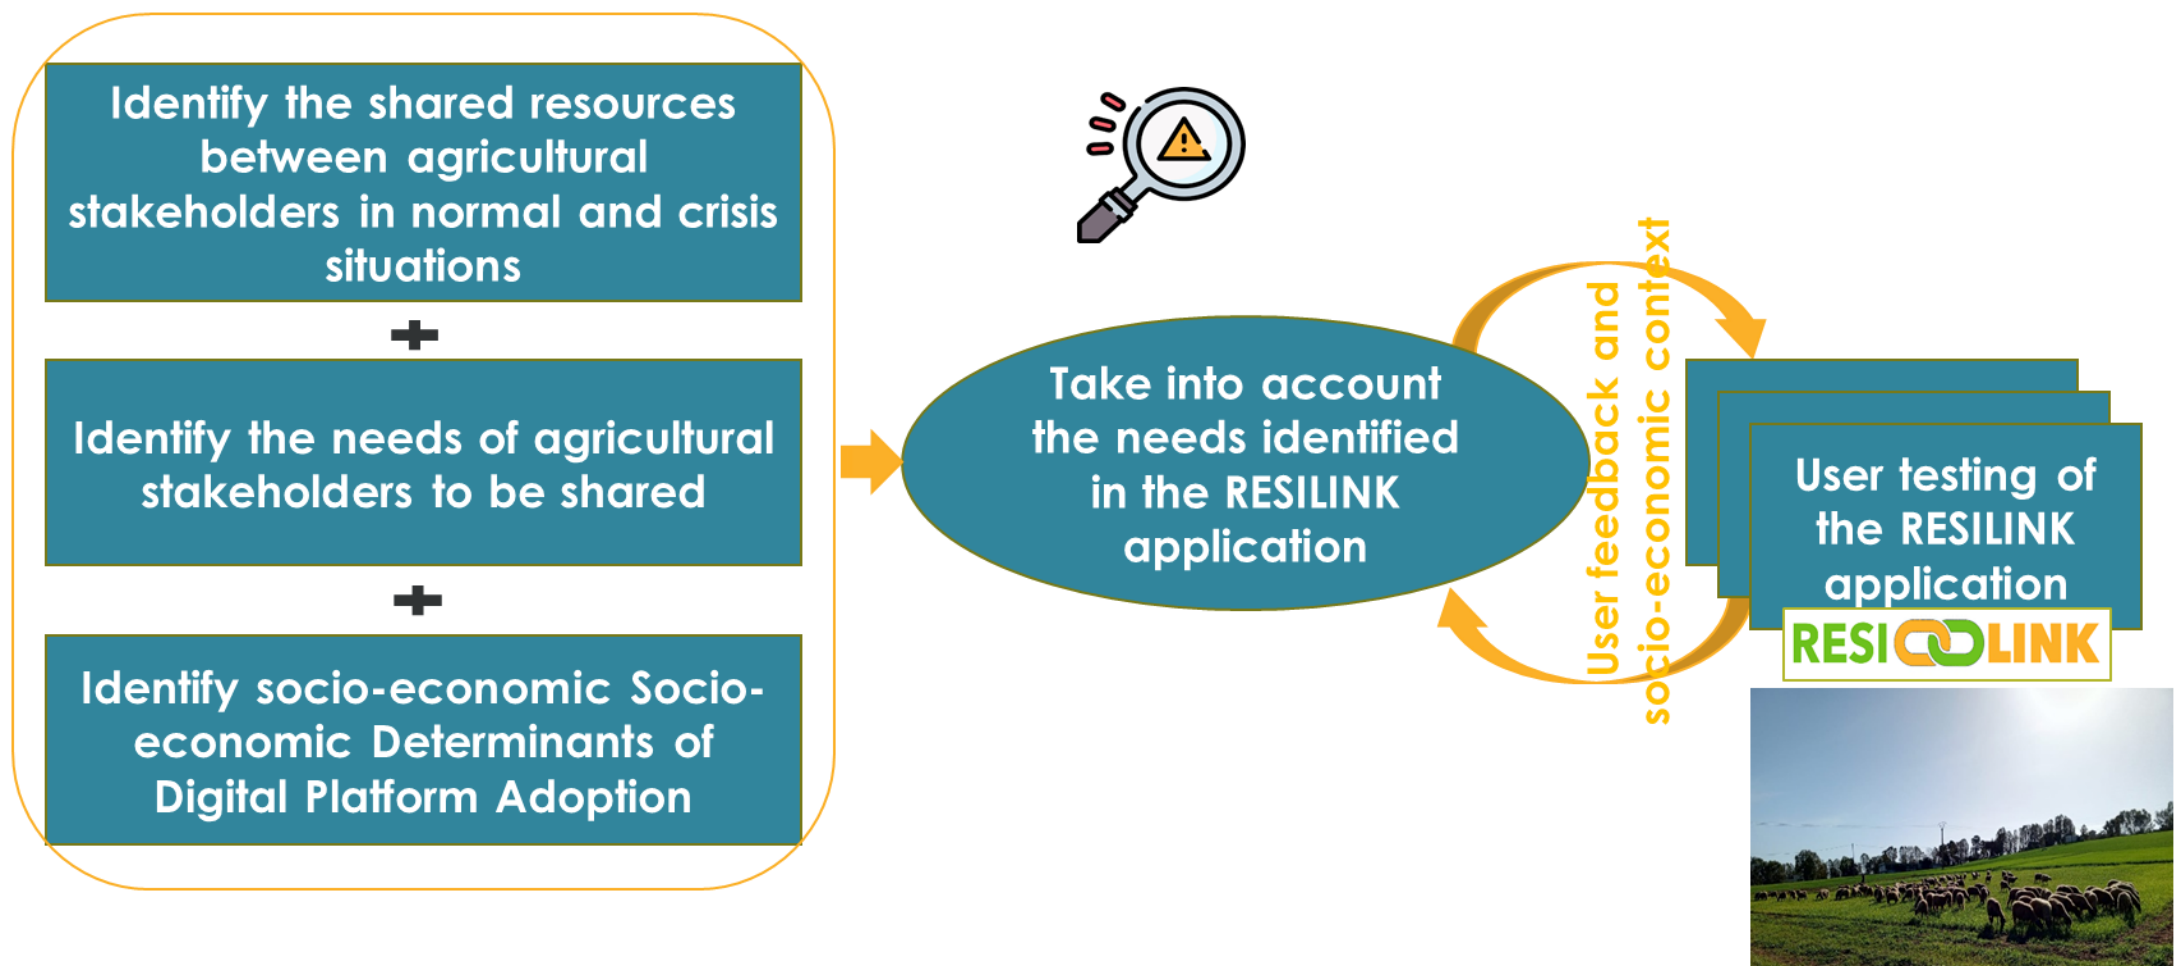 Identify the shared resources
between agricultural
stakeholders in normal and crisis
situations
Identify the needs of agricultural
stakeholders to be shared
Identify socio-economic Socio-
economic Determinants of
Digital Platform Adoption
Take into account
the needs identified
in the RESILINK
application
User feedback and
socio-economic context
User testing of
the RESILINK
application
RESI LINK